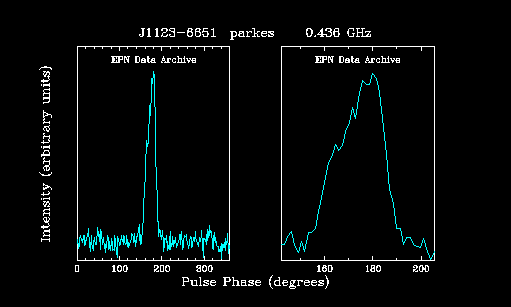 J1123-6651 parkes 0.436 GHz
EPN Data Archive EPN Data Archive
Intensity (arbitrary units)
0 100 200 300 160 180 200
Pulse Phase (degrees)